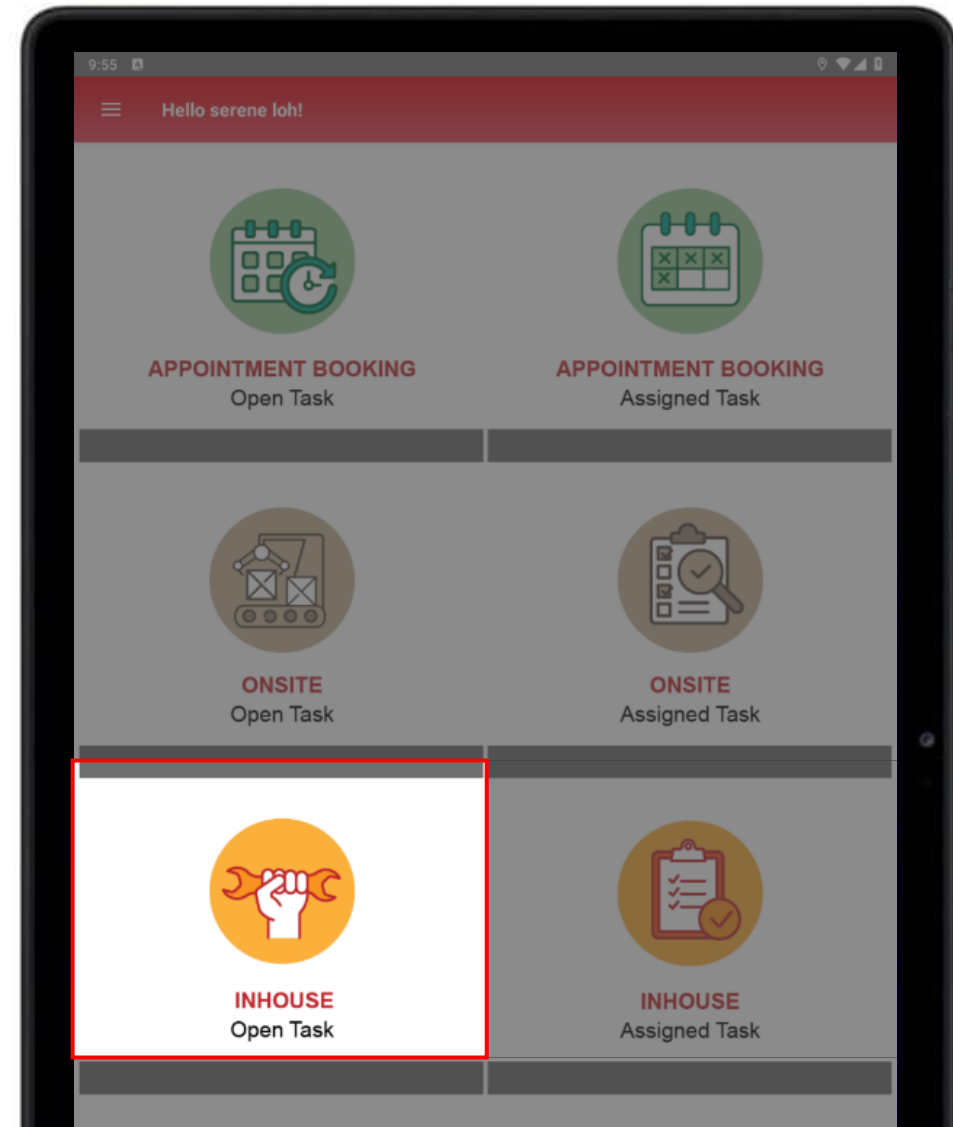 9:55
Hello serene loh!
APPOINTMENT BOOKING
Open Task
APPOINTMENT BOOKING
Assigned Task
ONSITE
Open Task
ONSITE
Assigned Task
INHOUSE
Open Task
INHOUSE
Assigned Task